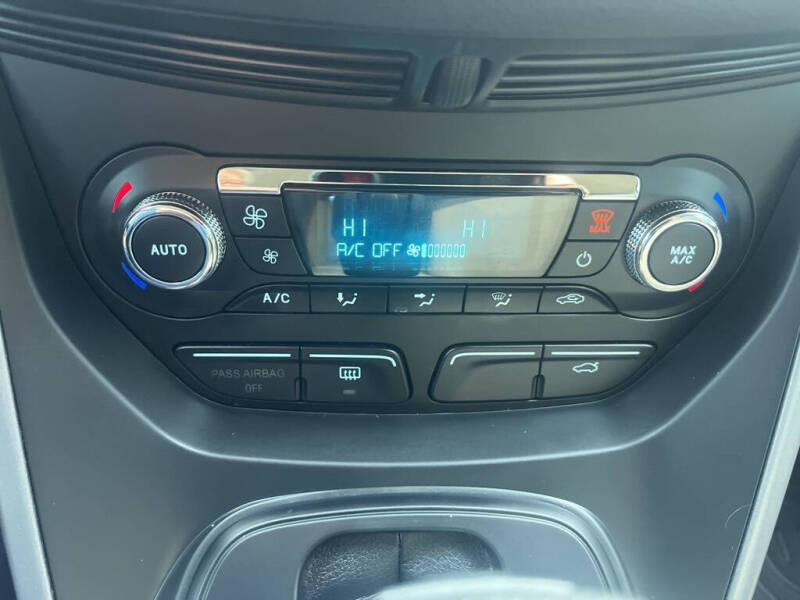 HI HI
A/C OFF
AUTO
MAX
MAX
A/C
A/C
PASS AIRBAG
OFF